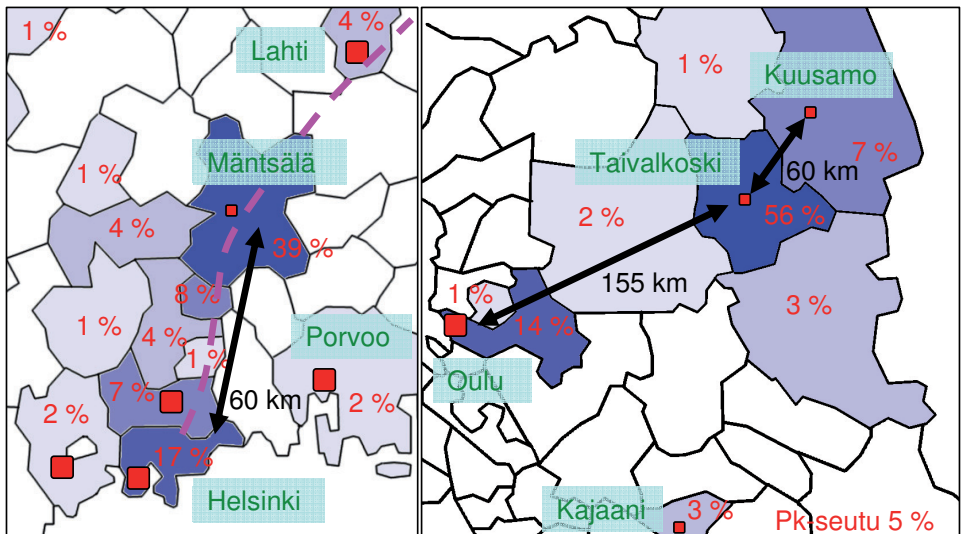 1 %
4 %
Lahti
Mäntsälä
1 %
4 %
39 %
8 %
1 %
4 %
1 %
Porvoo
7 %
60 km
2 %
2 %
17 %
Helsinki
1 %
Kuusamo
Taivalkoski
7 %
60 km
2 %
56 %
155 km
1 %
3 %
14 %
Oulu
Kajaani
3 %
Pk-seutu 5 %